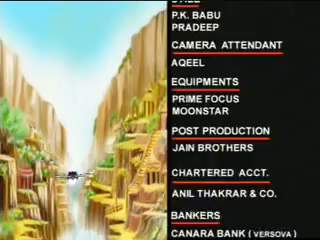 P.K. BABU
PRADEEP
CAMERA ATTENDANT
AQEEL
EQUIPMENTS
PRIME FOCUS
MOONSTAR
POST PRODUCTION
JAIN BROTHERS
CHARTERED ACCT.
ANIL THAKRAR & CO.
BANKERS
CANARA BANK ( VERSOVA )